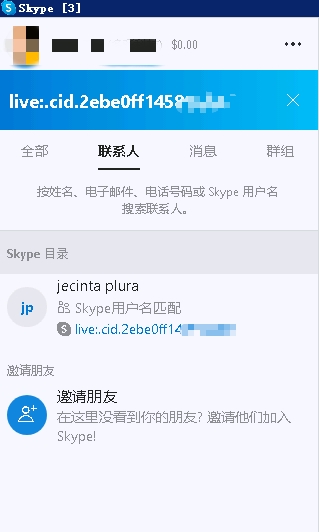 Skype [3]
$0.00
live:.cid.2ebe0ff1458
全部
联系人
消息
群组
按姓名、电子邮件、电话号码或 Skype 用户名
搜索联系人。
Skype 目录
jp
jecinta plura
Skype用户名匹配
live:.cid.2ebe0ff14
邀请朋友
邀请朋友
在这里没看到你的朋友? 邀请他们加入
Skype!